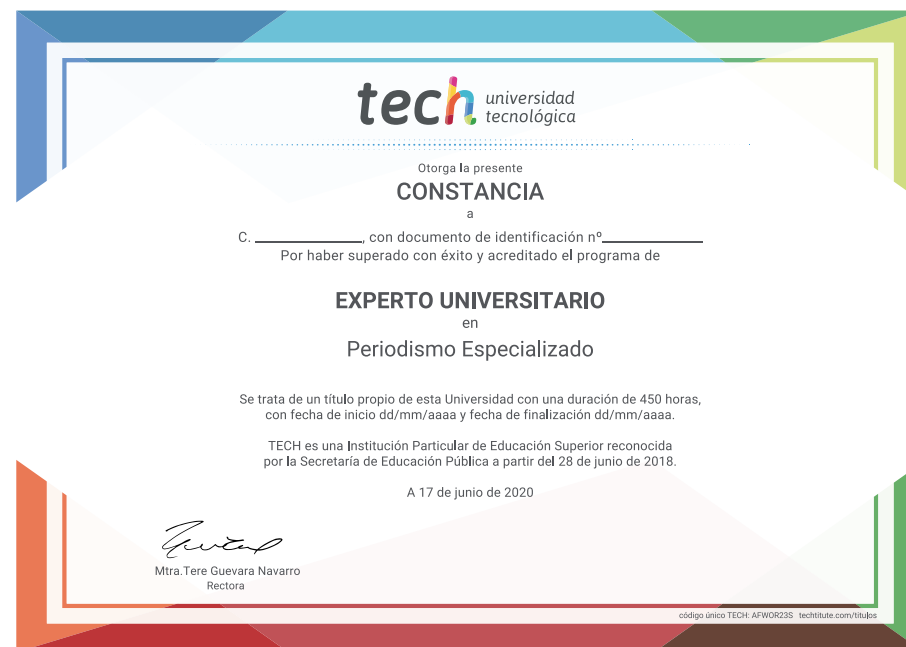 tech universidad
tecnológica
Otorga la presente
CONSTANCIA
a
C. ____________, con documento de identificación nº____________
Por haber superado con éxito y acreditado el programa de
EXPERTO UNIVERSITARIO
en
Periodismo Especializado
Se trata de un título propio de esta Universidad con una duración de 450 horas,
con fecha de inicio dd/mm/aaaa y fecha de finalización dd/mm/aaaa.
TECH es una Institución Particular de Educación Superior reconocida
por la Secretaría de Educación Pública a partir del 28 de junio de 2018.
A 17 de junio de 2020
Mtra.Tere Guevara Navarro
Rectora
código único TECH: AFWOR23S techtitute.com/titulos